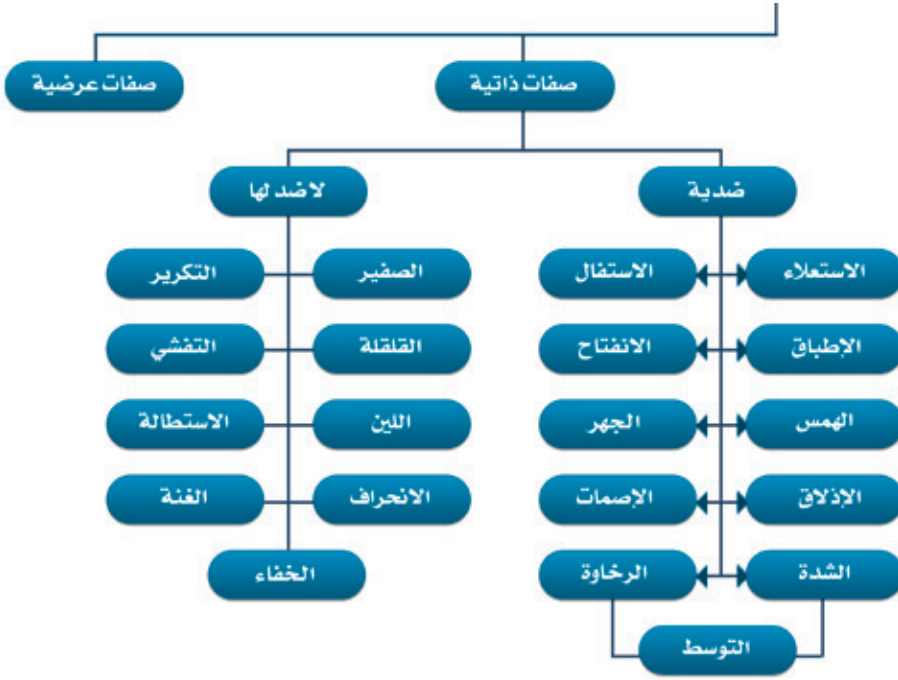 صفات ذاتية
صفات عرضية
ضدية
لا ضد لها
الاستعلاء
الاستفال
الصفير
التكرير
الإطباق
الانفتاح
القلقلة
التفشي
الهمس
الجهر
اللين
الاستطالة
الإذلاق
الإصمات
الانحراف
الغنة
الشدة
الرخاوة
الخفاء
التوسط